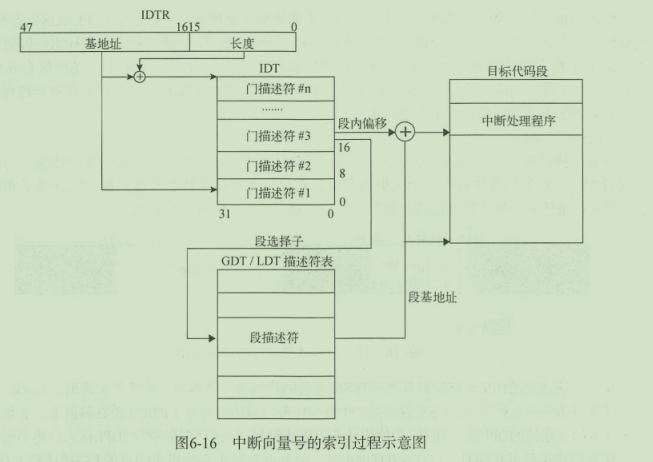 IDTR
47 1615 0
基地址 长度
IDT
门描述符 #n
……
门描述符 #3
门描述符 #2
门描述符 #1
31 0
16
8
0
段内偏移
目标代码段
中断处理程序
段选择子
GDT / LDT 描述符表
段描述符
段基地址
图6-16 中断向量号的索引过程示意图